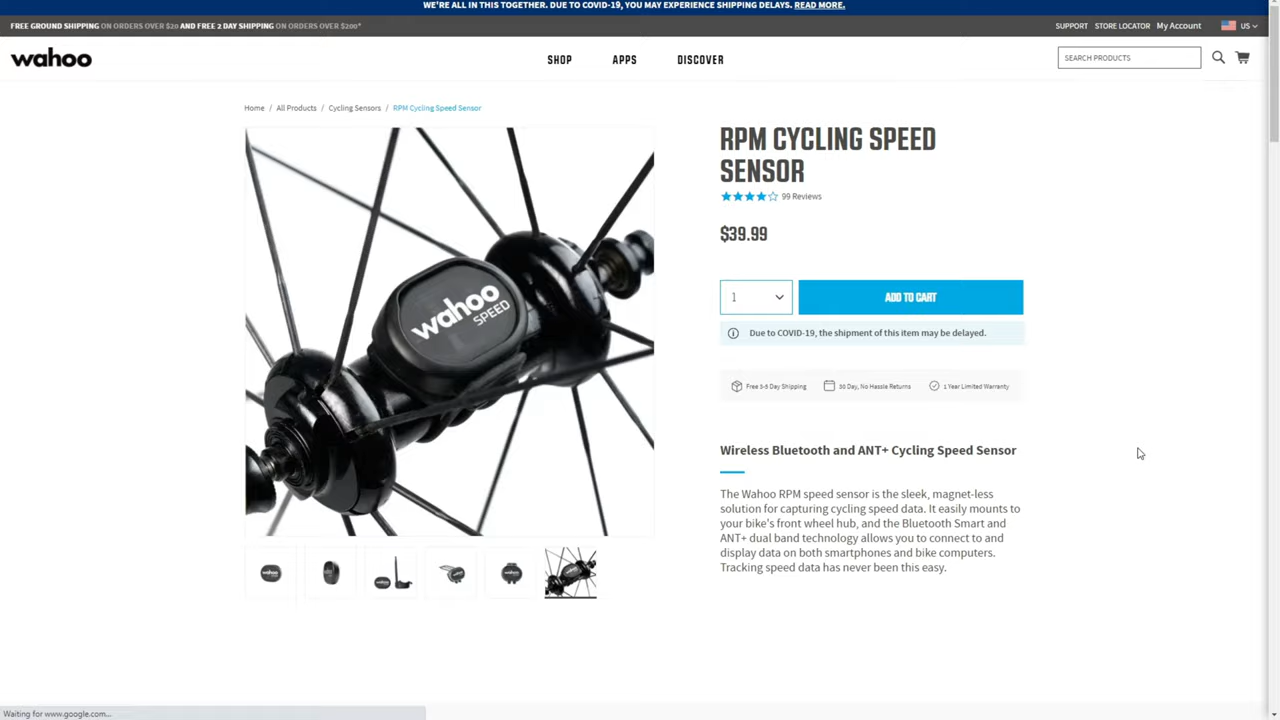 WE'RE ALL IN THIS TOGETHER. DUE TO COVID-19, YOU MAY EXPERIENCE SHIPPING DELAYS. READ MORE.
FREE GROUND SHIPPING ON ORDERS OVER $20 AND FREE 2 DAY SHIPPING ON ORDERS OVER $200*
SUPPORT STORE LOCATOR My Account US
wahoo
SHOP APPS DISCOVER
SEARCH PRODUCTS
Home / All Products / Cycling Sensors / RPM Cycling Speed Sensor
wahoo
SPEED
RPM CYCLING SPEED
SENSOR
99 Reviews
$39.99
1
ADD TO CART
Due to COVID-19, the shipment of this item may be delayed.
Free 3-5 Day Shipping 30 Day, No Hassle Returns 1 Year Limited Warranty
Wireless Bluetooth and ANT+ Cycling Speed Sensor
The Wahoo RPM speed sensor is the sleek, magnet-less
solution for capturing cycling speed data. It easily mounts to
your bike's front wheel hub, and the Bluetooth Smart and
ANT+ dual band technology allows you to connect to and
display data on both smartphones and bike computers.
Tracking speed data has never been this easy.
Waiting for www.google.com...